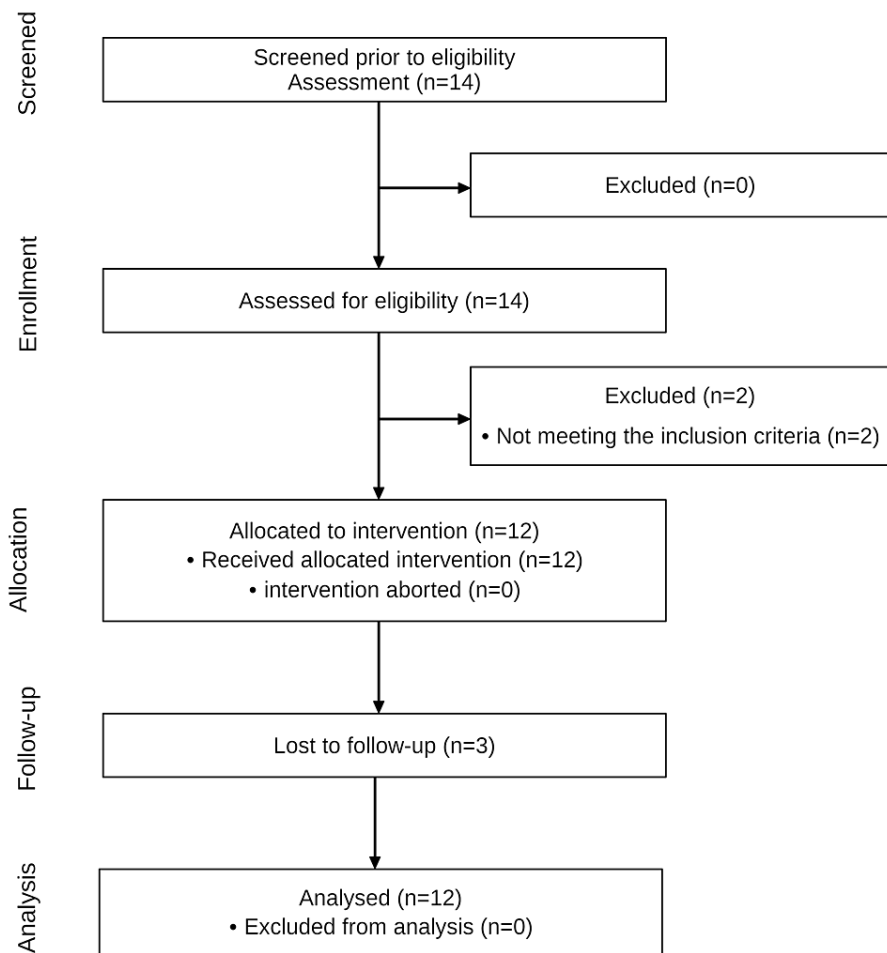 Screened
Screened prior to eligibility
Assessment (n=14)
Excluded (n=0)
Enrollment
Assessed for eligibility (n=14)
Excluded (n=2)
• Not meeting the inclusion criteria (n=2)
Allocation
Allocated to intervention (n=12)
• Received allocated intervention (n=12)
• intervention aborted (n=0)
Follow-up
Lost to follow-up (n=3)
Analysis
Analysed (n=12)
• Excluded from analysis (n=0)